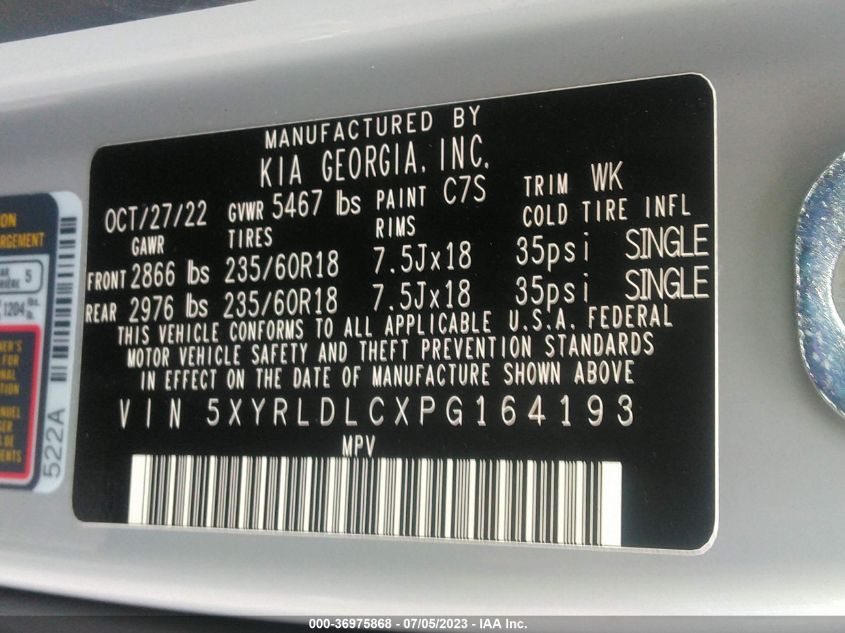 MANUFACTURED BY
KIA GEORGIA, INC.
OCT/27/22 GVWR 5467 lbs PAINT C7S TRIM WK
GAWR TIRES RIMS COLD TIRE INFL
FRONT 2866 lbs 235/60R18 7.5Jx18 35psi SINGLE
REAR 2976 lbs 235/60R18 7.5Jx18 35psi SINGLE
THIS VEHICLE CONFORMS TO ALL APPLICABLE U.S.A. FEDERAL
MOTOR VEHICLE SAFETY AND THEFT PREVENTION STANDARDS
IN EFFECT ON THE DATE OF MANUFACTURE SHOWN ABOVE
VIN 5XYRLDLCXPG164193
MPV
5
1204 lbs.
522A
000-36975868 - 07/05/2023 - IAA Inc.